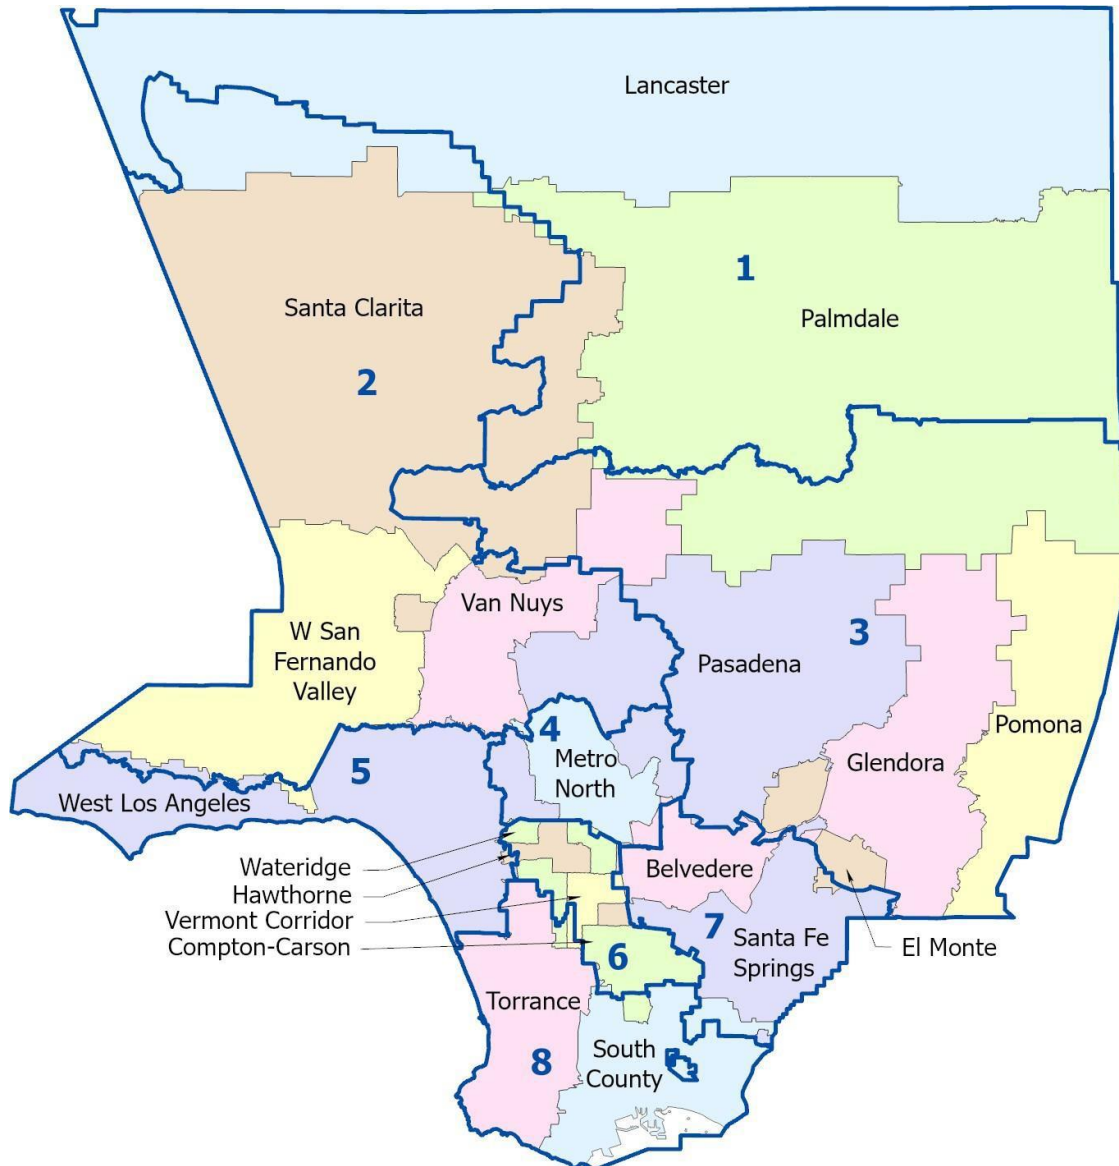 Lancaster
1
Santa Clarita
Palmdale
2
Van Nuys
W San
Fernando
Valley
3
Pasadena
Pomona
4
Metro
North
5
Glendora
West Los Angeles
Wateridge
Hawthorne
Vermont Corridor
Compton-Carson
Belvedere
7
Santa Fe
Springs
El Monte
6
Torrance
8
South
County